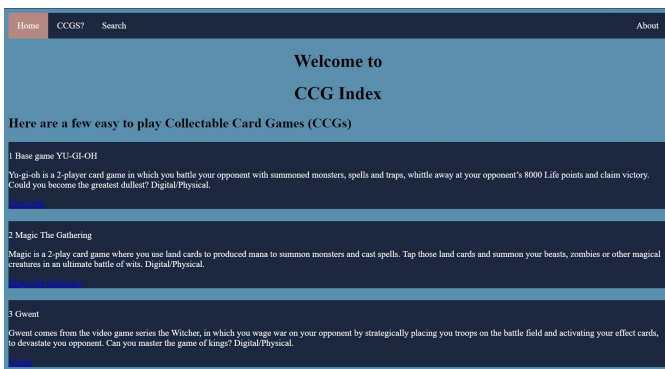 Home CCGS? Search About
Welcome to
CCG Index
Here are a few easy to play Collectable Card Games (CCGs)
1 Base game YU-GI-OH
Yu-gi-oh is a 2-player card game in which you battle your opponent with summoned monsters, spells and traps, whittle away at your opponent's 8000 Life points and claim victory.
Could you become the greatest dullest? Digital/Physical.
2 Magic The Gathering
Magic is a 2-play card game where you use land cards to produced mana to summon monsters and cast spells. Tap those land cards and summon your beasts, zombies or other magical
creatures in an ultimate battle of wits. Digital/Physical.
3 Gwent
Gwent comes from the video game series the Witcher, in which you wage war on your opponent by strategically placing you troops on the battle field and activating your effect cards,
to devastate you opponent. Can you master the game of kings? Digital/Physical.